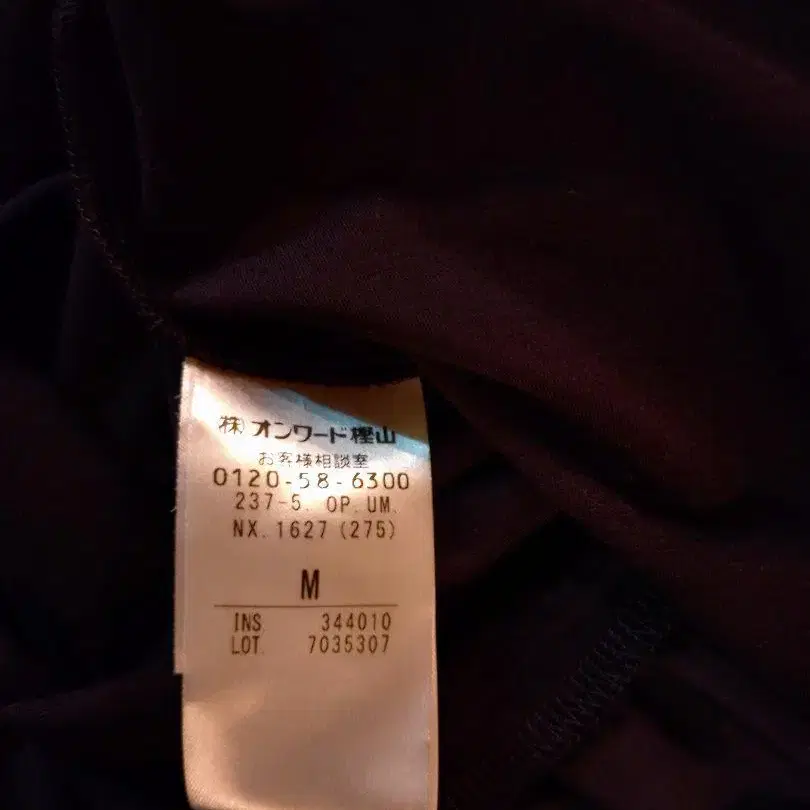 ㈱オンワード樫山
お客様相談室
0120-58-6300
237-5. OP. UM.
NX. 1627 (275)
M
INS. 344010
LOT. 7035307